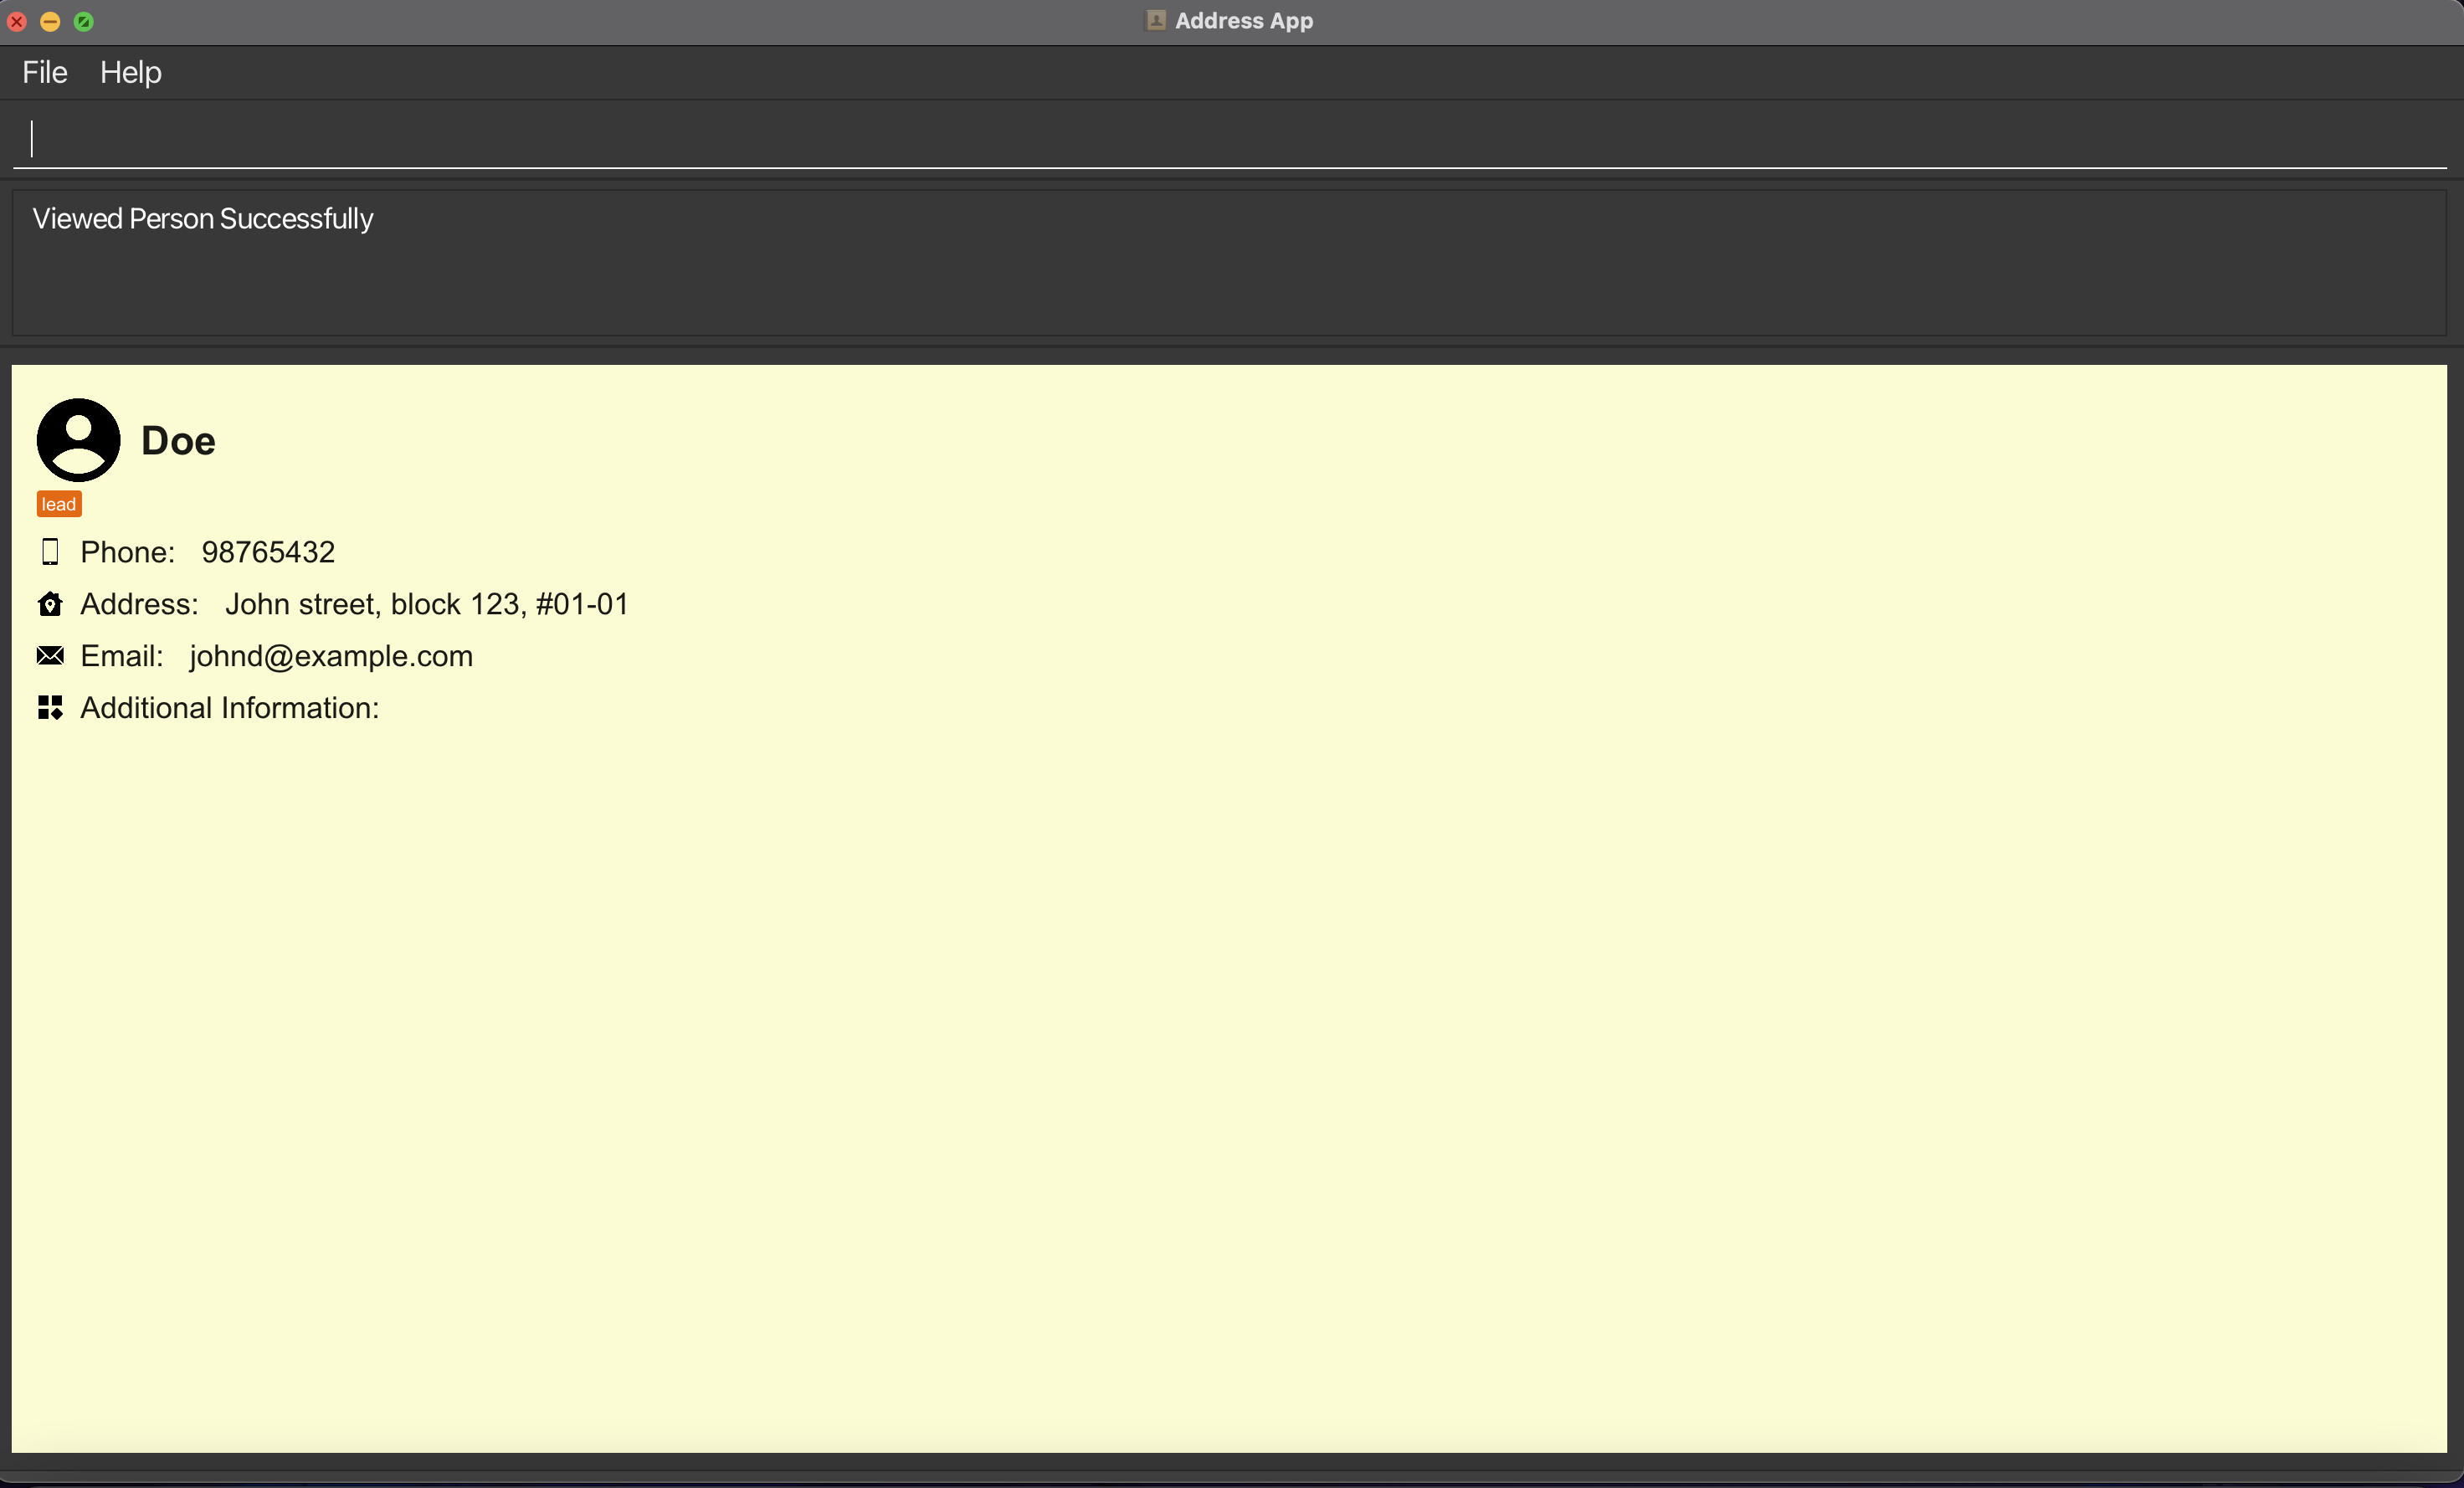 Address App
File Help
Viewed Person Successfully
Doe
lead
Phone: 98765432
Address: John street, block 123, #01-01
Email: johnd@example.com
Additional Information: